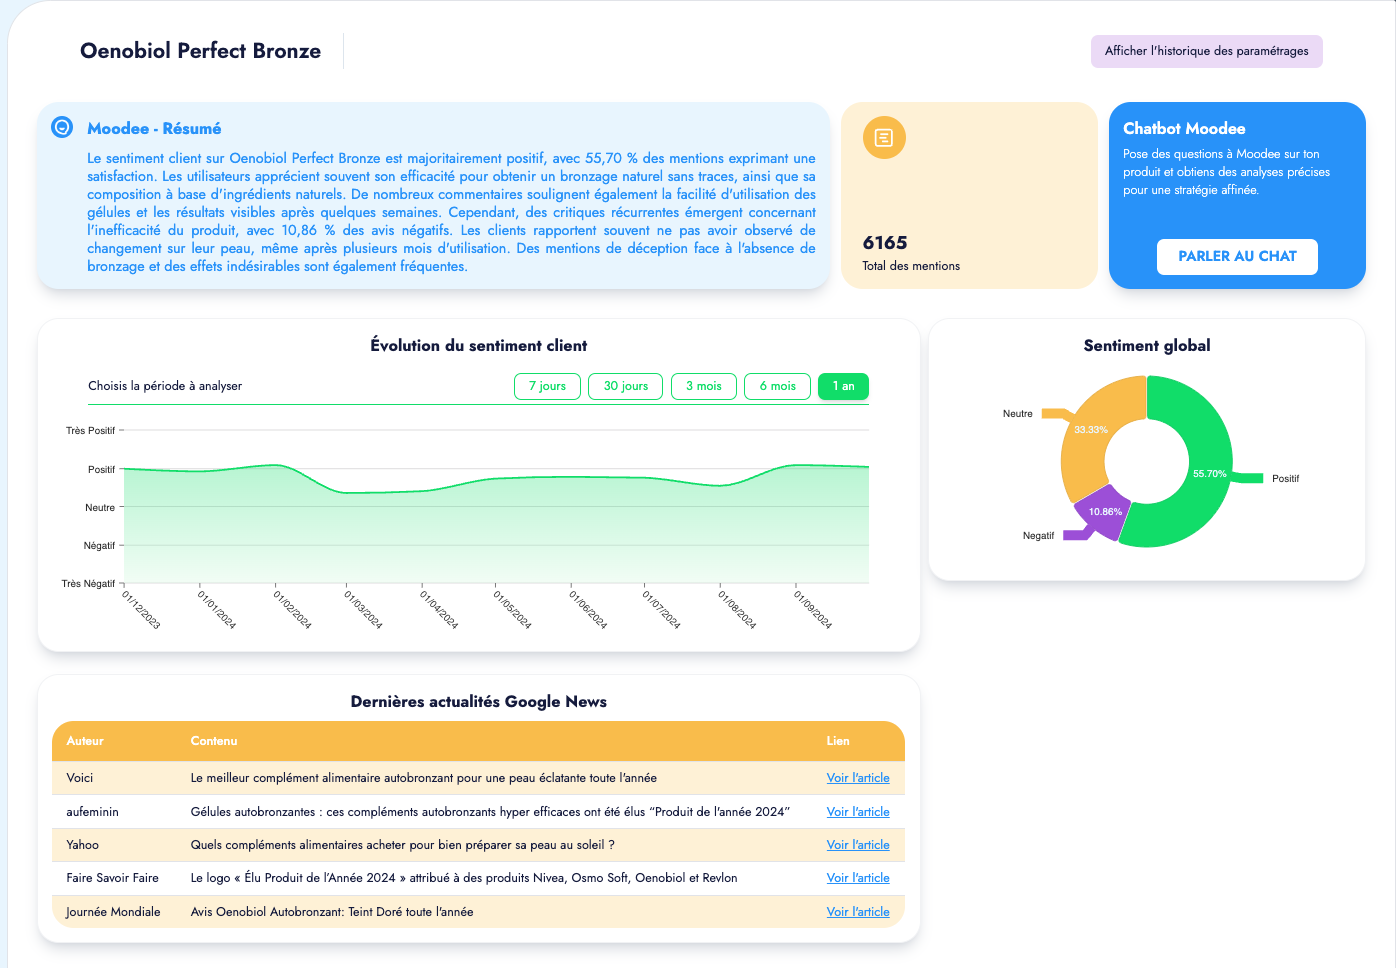 Oenobiol Perfect Bronze
Afficher l'historique des paramétrages
Moodee - Résumé
Le sentiment client sur Oenobiol Perfect Bronze est majoritairement positif, avec 55,70 % des mentions exprimant une
satisfaction. Les utilisateurs apprécient souvent son efficacité pour obtenir un bronzage naturel sans traces, ainsi que sa
composition à base d'ingrédients naturels. De nombreux commentaires soulignent également la facilité d'utilisation des
gélules et les résultats visibles après quelques semaines. Cependant, des critiques récurrentes émergent concernant
l'inefficacité du produit, avec 10,86 % des avis négatifs. Les clients rapportent souvent ne pas avoir observé de
changement sur leur peau, même après plusieurs mois d'utilisation. Des mentions de déception face à l'absence de
bronzage et des effets indésirables sont également fréquentes.
6165
Total des mentions
Chatbot Moodee
Pose des questions à Moodee sur ton
produit et obtiens des analyses précises
pour une stratégie affinée.
PARLER AU CHAT
Évolution du sentiment client
Choisis la période à analyser
7 jours
30 jours
3 mois
6 mois
1 an
Très Positif
Positif
Neutre
Négatif
Très Négatif
01/12/2023
01/01/2024
01/02/2024
01/03/2024
01/04/2024
01/05/2024
01/06/2024
01/07/2024
01/08/2024
01/09/2024
Sentiment global
Neutre
33.33%
55.70%
Positif
10.86%
Negatif
Dernières actualités Google News
Auteur Contenu Lien
Voici Le meilleur complément alimentaire autobronzant pour une peau éclatante toute l'année Voir l'article
aufeminin Gélules autobronzantes : ces compléments autobronzants hyper efficaces ont été élus “Produit de l'année 2024” Voir l'article
Yahoo Quels compléments alimentaires acheter pour bien préparer sa peau au soleil ? Voir l'article
Faire Savoir Faire Le logo « Élu Produit de l’Année 2024 » attribué à des produits Nivea, Osmo Soft, Oenobiol et Revlon Voir l'article
Journée Mondiale Avis Oenobiol Autobronzant: Teint Doré toute l'année Voir l'article